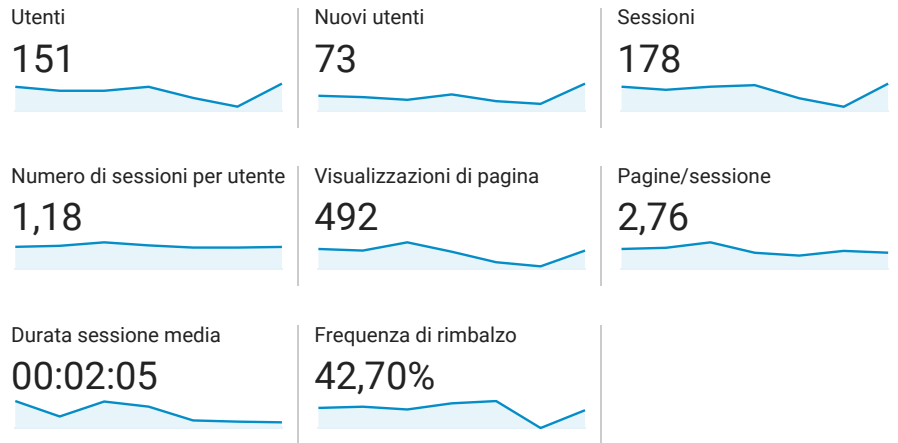 Utenti
151
Nuovi utenti
73
Sessioni
178
Numero di sessioni per utente
1,18
Visualizzazioni di pagina
492
Pagine/sessione
2,76
Durata sessione media
00:02:05
Frequenza di rimbalzo
42,70%